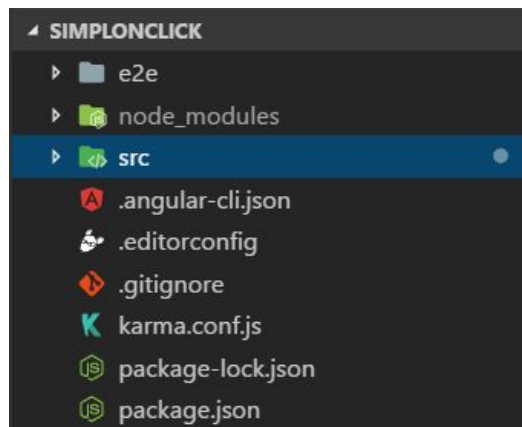 SIMPLONCLICK
e2e
node_modules
src
.angular-cli.json
.editorconfig
.gitignore
karma.conf.js
package-lock.json
package.json